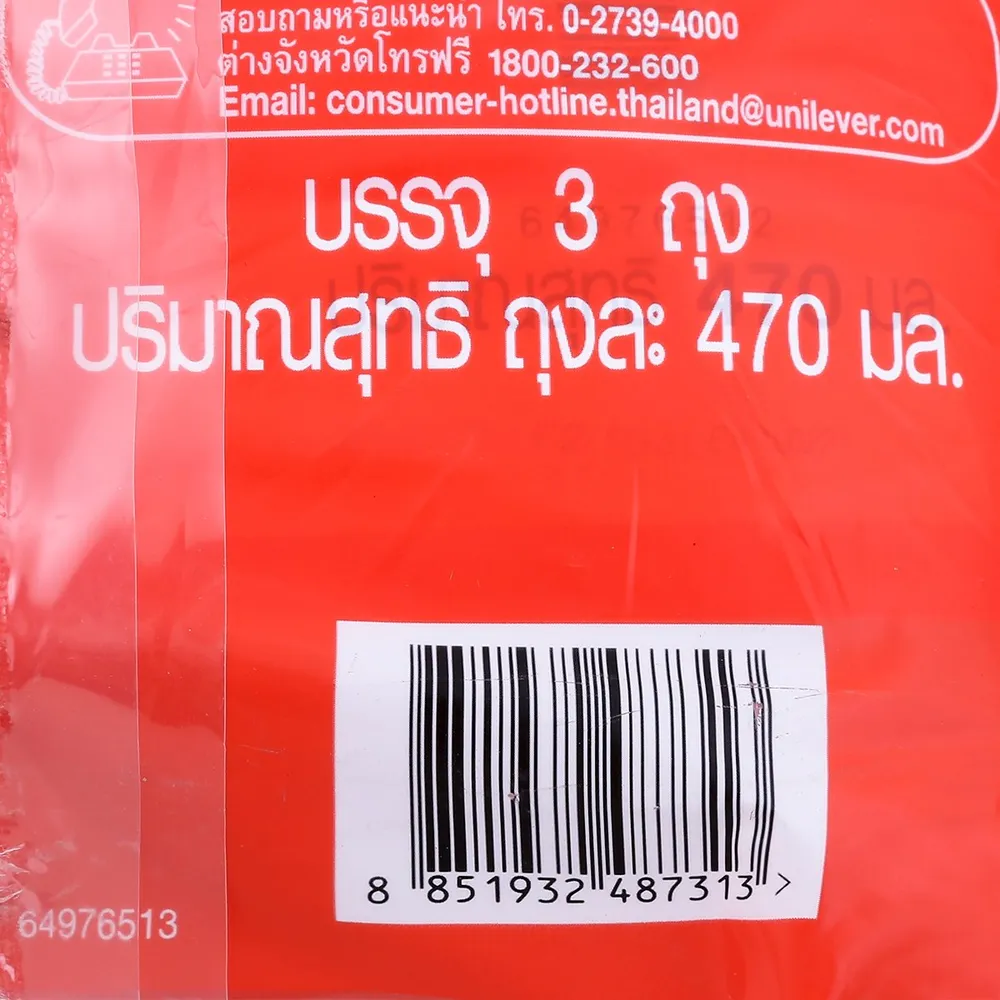 สอบถามหรือแนะนำ โทร. 0-2739-4000
ต่างจังหวัดโทรฟรี 1800-232-600
Email: consumer-hotline.thailand@unilever.com
บรรจุ 3 ถุง
ปริมาณสุทธิ ถุงละ 470 มล.
8 851932 487313 >
64976513